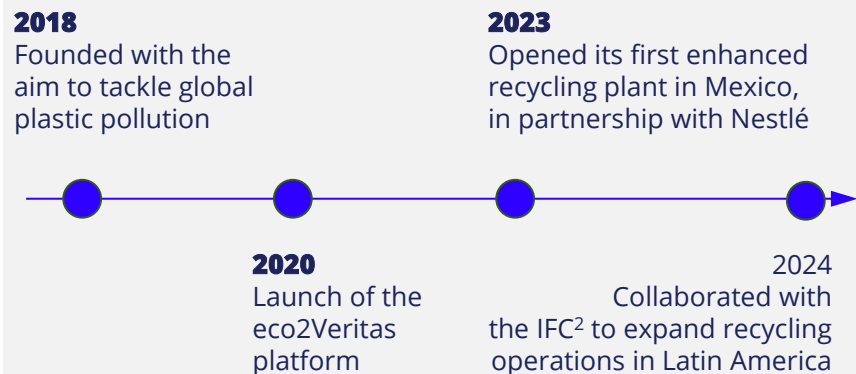 2018
Founded with the
aim to tackle global
plastic pollution
2023
Opened its first enhanced
recycling plant in Mexico,
in partnership with Nestlé
2020
Launch of the
eco2Veritas
platform
2024
Collaborated with
the IFC² to expand recycling
operations in Latin America